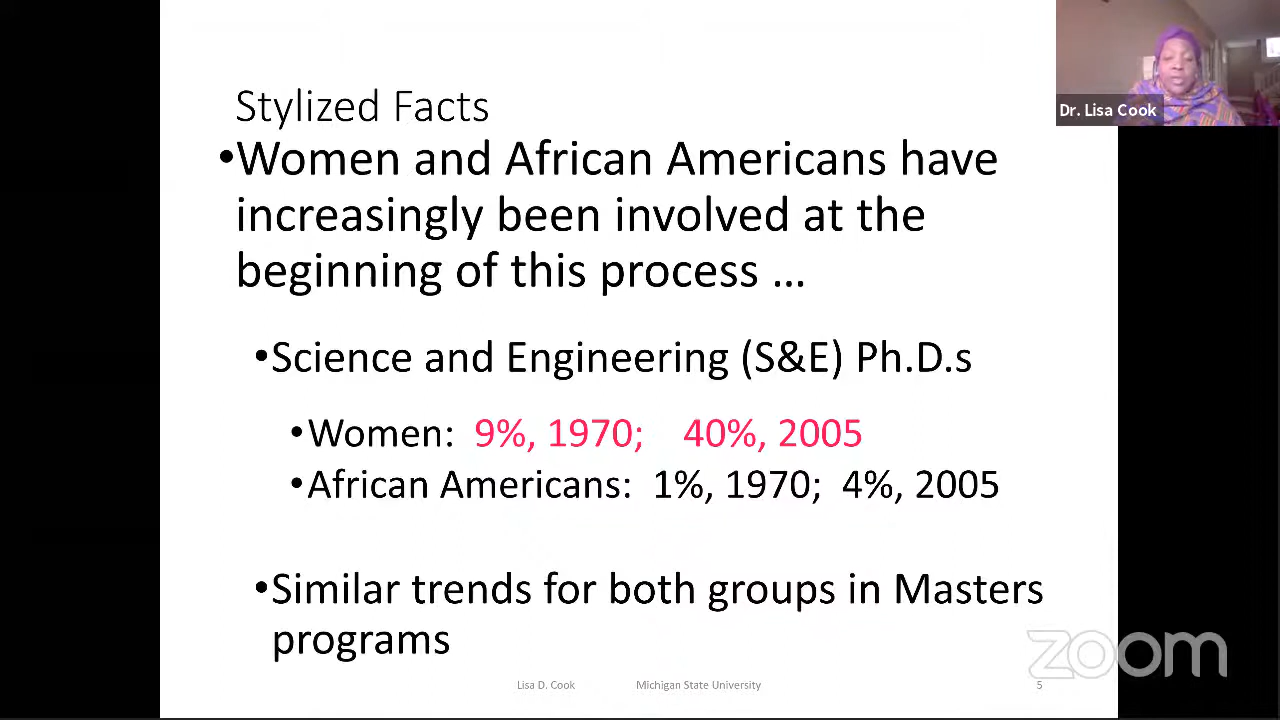 Stylized Facts
•Women and African Americans have
increasingly been involved at the
beginning of this process …
•Science and Engineering (S&E) Ph.D.s
•Women: 9%, 1970; 40%, 2005
•African Americans: 1%, 1970; 4%, 2005
•Similar trends for both groups in Masters
programs
Lisa D. Cook Michigan State University 5
Dr. Lisa Cook
zoom